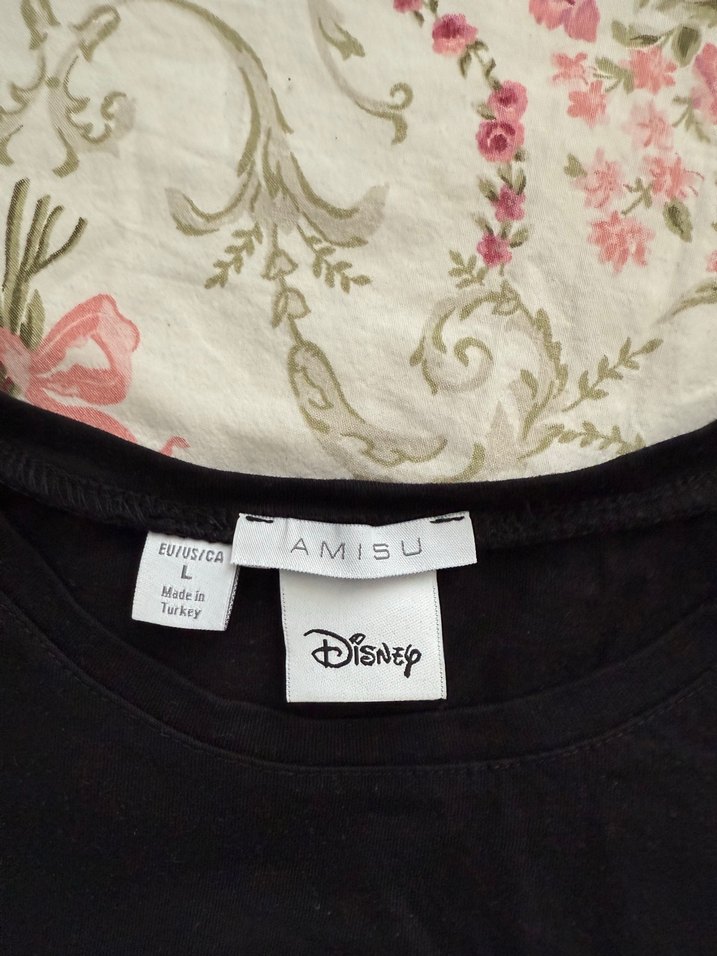 EU/US/CA
L
Made in
Turkey
AMISU
Disney